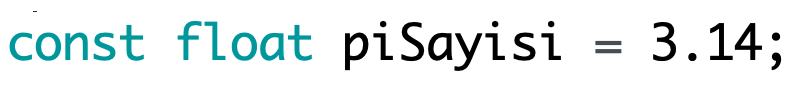 const float piSayisi = 3.14;